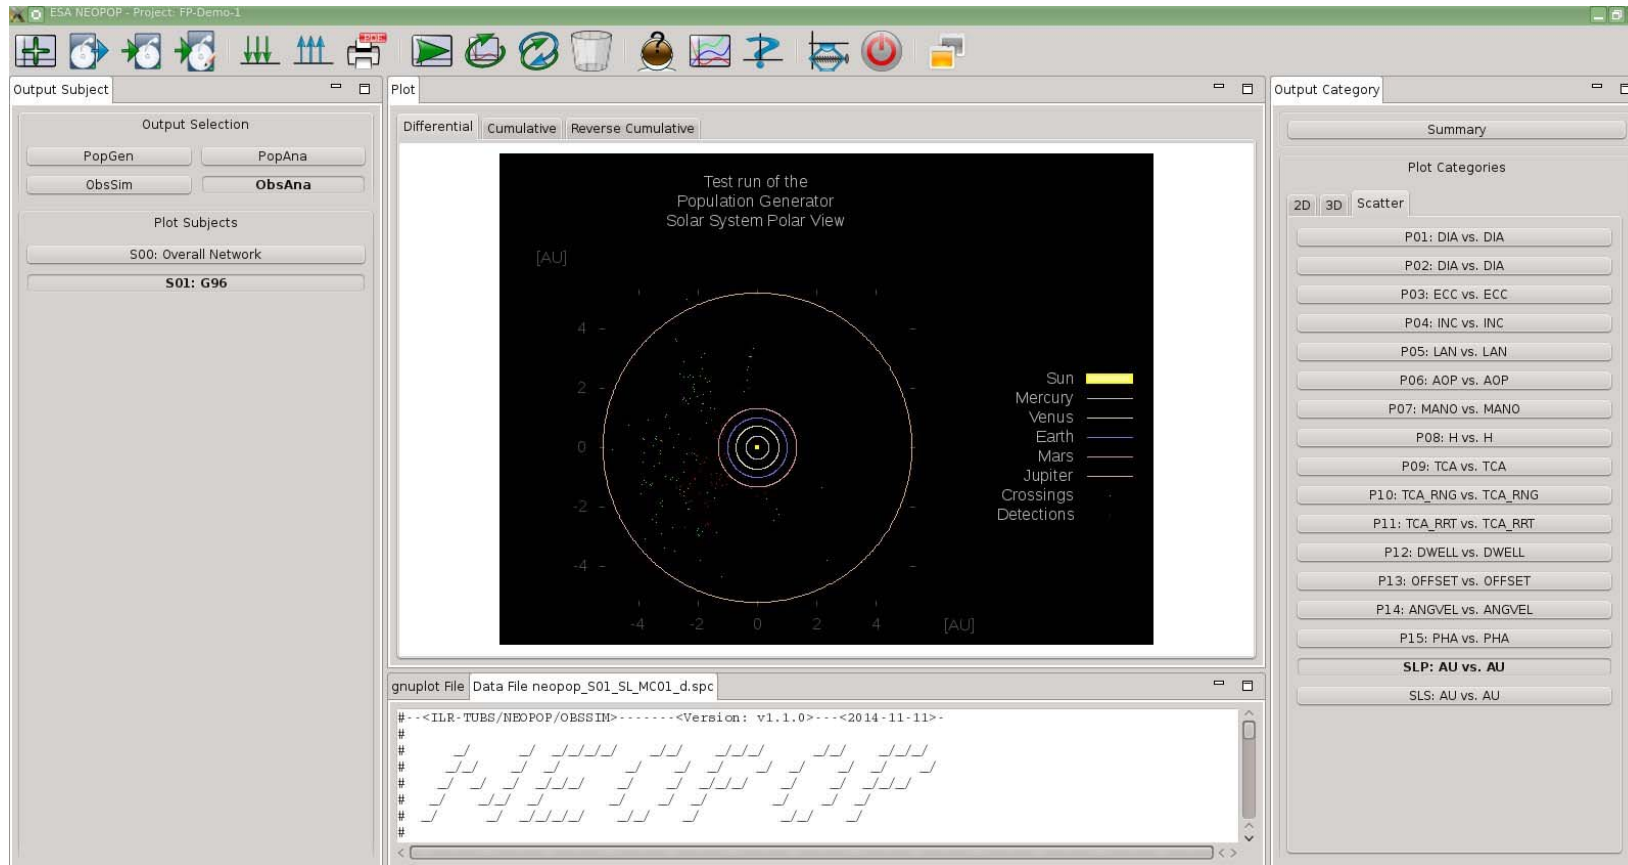 ESA NEOPOP - Project: FP-Demo-1
PDF
Output Subject
Output Selection
PopGen
PopAna
ObsSim
ObsAna
Plot Subjects
S00: Overall Network
S01: G96
Plot
Differential
Cumulative
Reverse Cumulative
Test run of the
Population Generator
Solar System Polar View
[AU]
4
2
0
-2
-4
-4
-2
0
2
4
[AU]
Sun
Mercury
Venus
Earth
Mars
Jupiter
Crossings
Detections
gnuplot File
Data File neopop_S01_SL_MC01_d.spc
#--<ILR-TUBS/NEOPOP/OBSSIM>-------<Version: v1.1.0>---<2014-11-11>-
NEOPOP
Output Category
Summary
Plot Categories
2D
3D
Scatter
P01: DIA vs. DIA
P02: DIA vs. DIA
P03: ECC vs. ECC
P04: INC vs. INC
P05: LAN vs. LAN
P06: AOP vs. AOP
P07: MANO vs. MANO
P08: H vs. H
P09: TCA vs. TCA
P10: TCA_RNG vs. TCA_RNG
P11: TCA_RRT vs. TCA_RRT
P12: DWELL vs. DWELL
P13: OFFSET vs. OFFSET
P14: ANGVEL vs. ANGVEL
P15: PHA vs. PHA
SLP: AU vs. AU
SLS: AU vs. AU